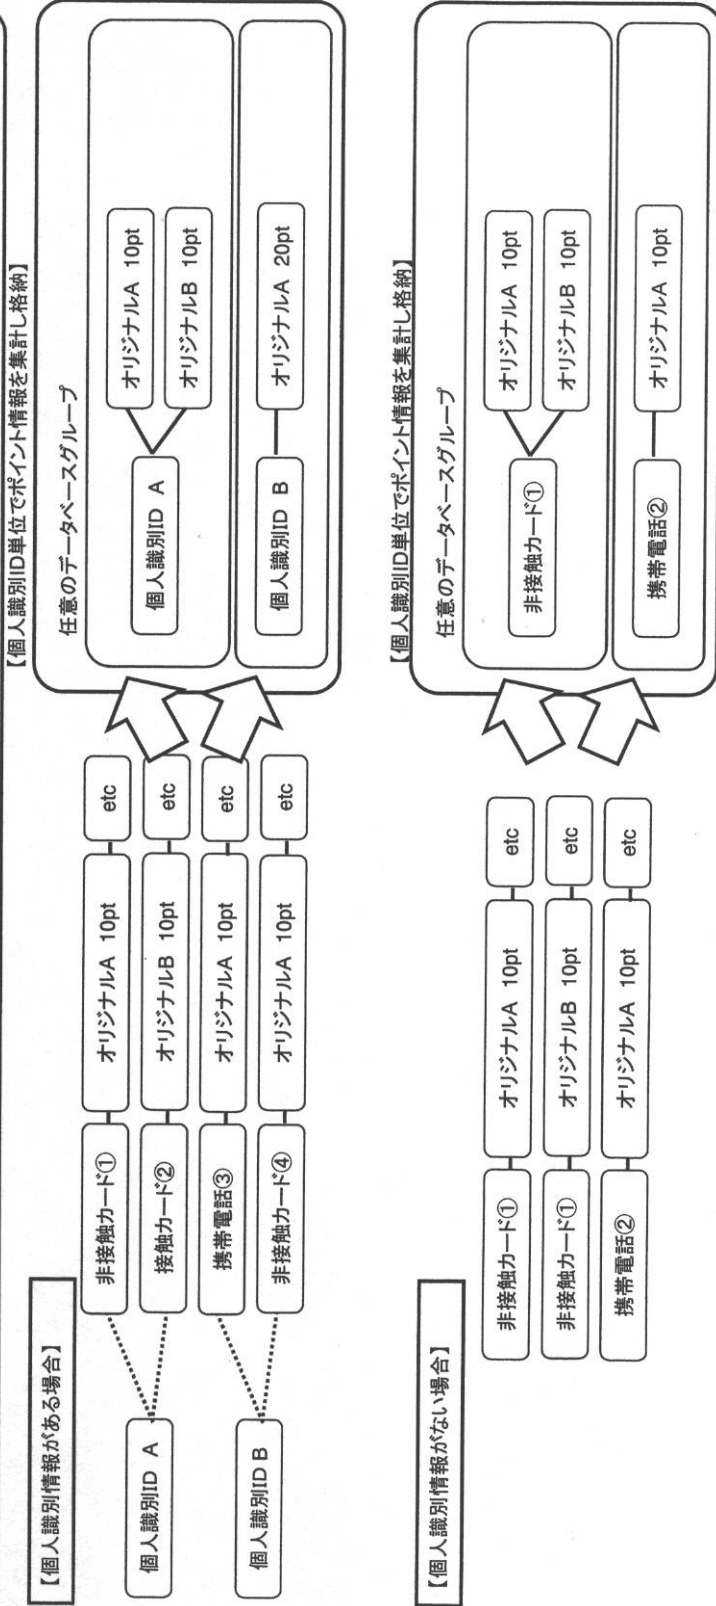 【個人識別情報がある場合】
【個人識別ID単位でポイント情報を集計し格納】
任意のデータベースグループ
個人識別ID A
非接触カード①
オリジナルA 10pt
etc
接触カード②
オリジナルB 10pt
etc
個人識別ID B
携帯電話③
オリジナルA 10pt
etc
非接触カード④
オリジナルA 10pt
etc
個人識別ID A
オリジナルA 10pt
オリジナルB 10pt
個人識別ID B
オリジナルA 20pt
【個人識別情報がない場合】
【個人識別ID単位でポイント情報を集計し格納】
任意のデータベースグループ
非接触カード①
オリジナルA 10pt
etc
非接触カード①
オリジナルB 10pt
etc
携帯電話②
オリジナルA 10pt
etc
非接触カード①
オリジナルA 10pt
オリジナルB 10pt
携帯電話②
オリジナルA 10pt